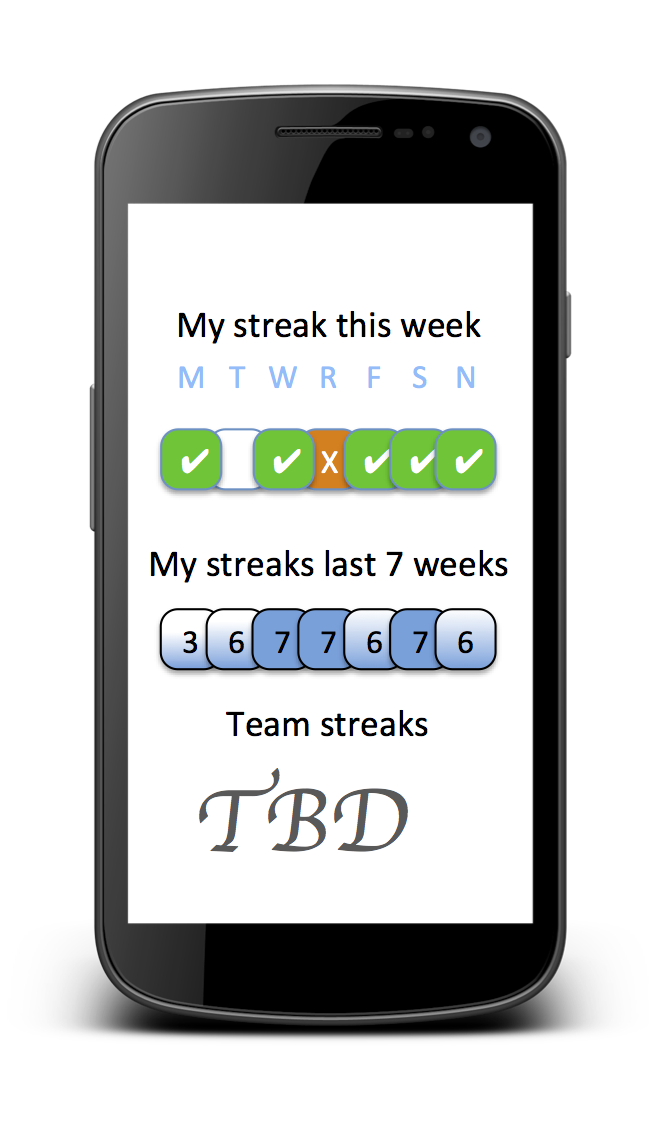 My streak this week
M T W R F S N
✔ ✔ X ✔ ✔ ✔
My streaks last 7 weeks
3 6 7 7 6 7 6
Team streaks
TBD